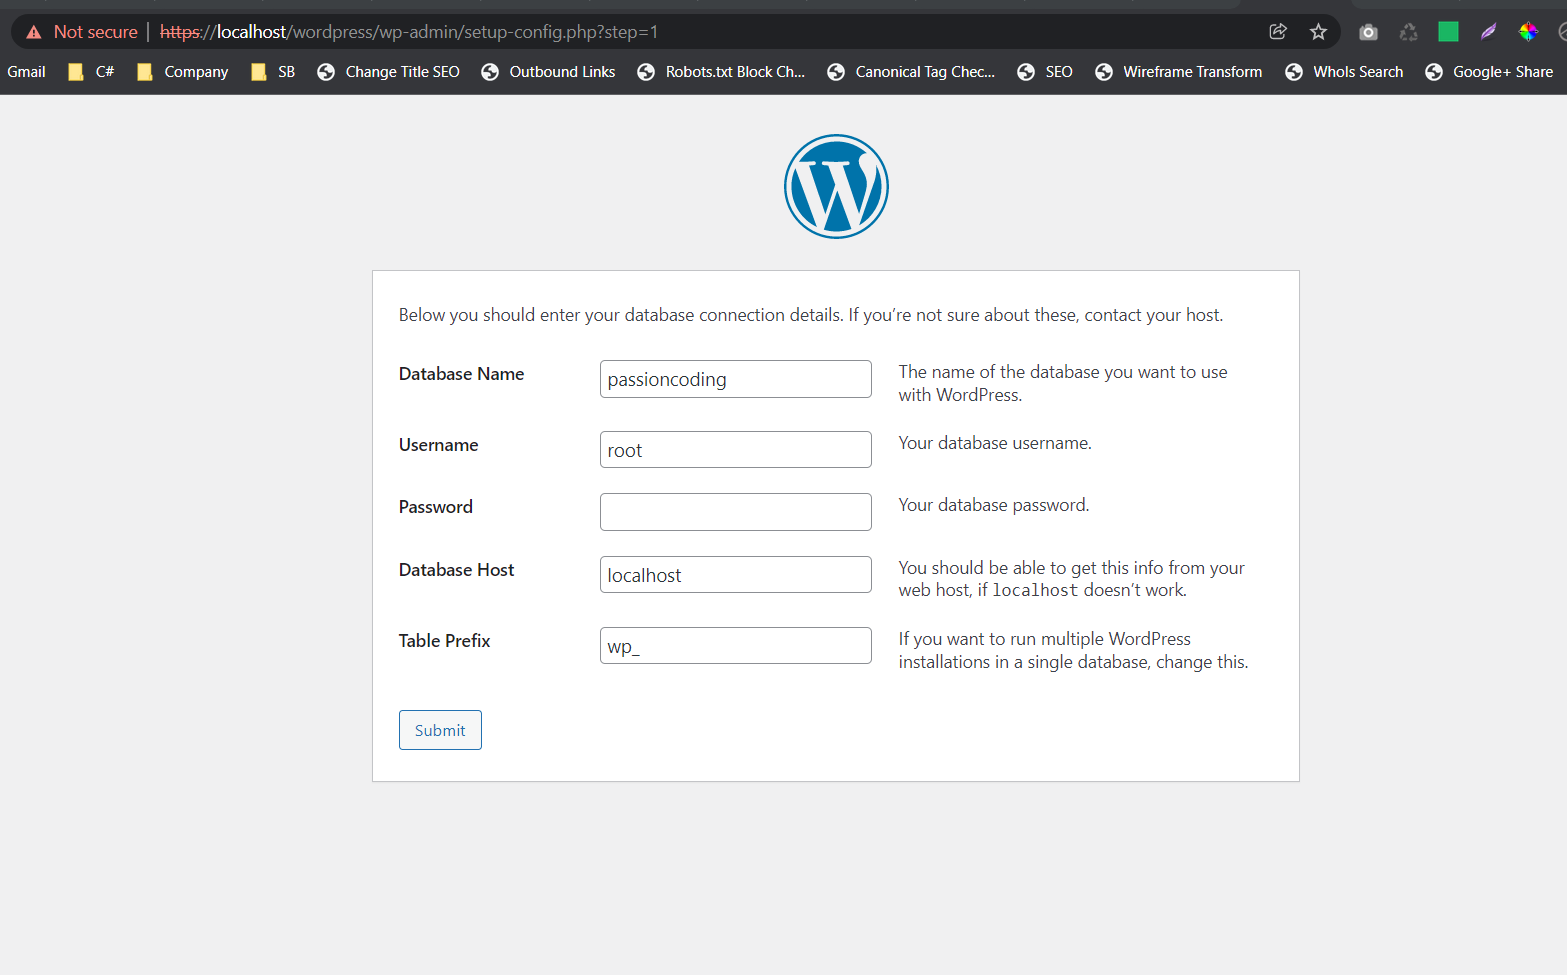 Not secure | https://localhost/wordpress/wp-admin/setup-config.php?step=1
Gmail C# Company SB Change Title SEO Outbound Links Robots.txt Block Ch... Canonical Tag Chec... SEO Wireframe Transform WhoIs Search Google+ Share
Below you should enter your database connection details. If you’re not sure about these, contact your host.
Database Name
passioncoding
The name of the database you want to use
with WordPress.
Username
root
Your database username.
Password
Your database password.
Database Host
localhost
You should be able to get this info from your
web host, if localhost doesn’t work.
Table Prefix
wp_
If you want to run multiple WordPress
installations in a single database, change this.
Submit